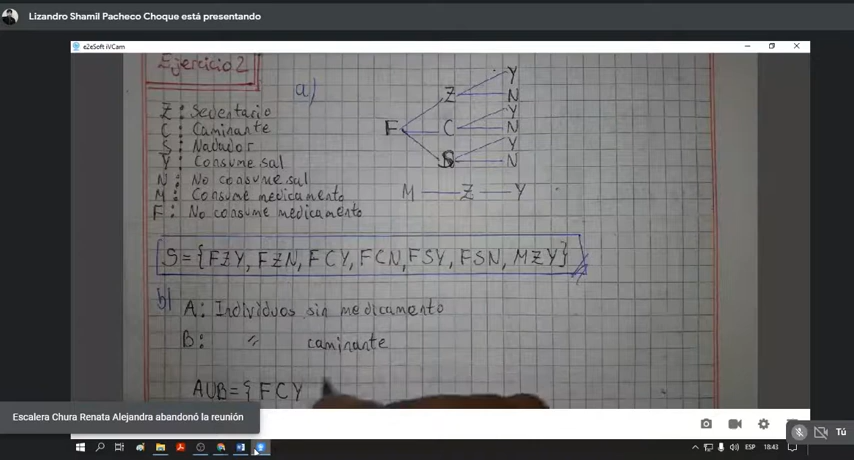 Lizandro Shamil Pacheco Choque está presentando
e2eSoft iVCam
Ejercicio 2
a)
Z: Sedentario
C: Caminante
S: Nadador
Y: Consume sal
N: No consume sal
M: Consume medicamento
F: No consume medicamento
Y
Z
N
Y
F
C
N
Y
S
N
M — Z — Y
S={FZY, FZN, FCY, FCN, FSY, FSN, MZY}
b)
A: Individuos sin medicamento
B: " caminante
AUB={FCY
Escalera Chura Renata Alejandra abandonó la reunión
Tú
ESP 18:43